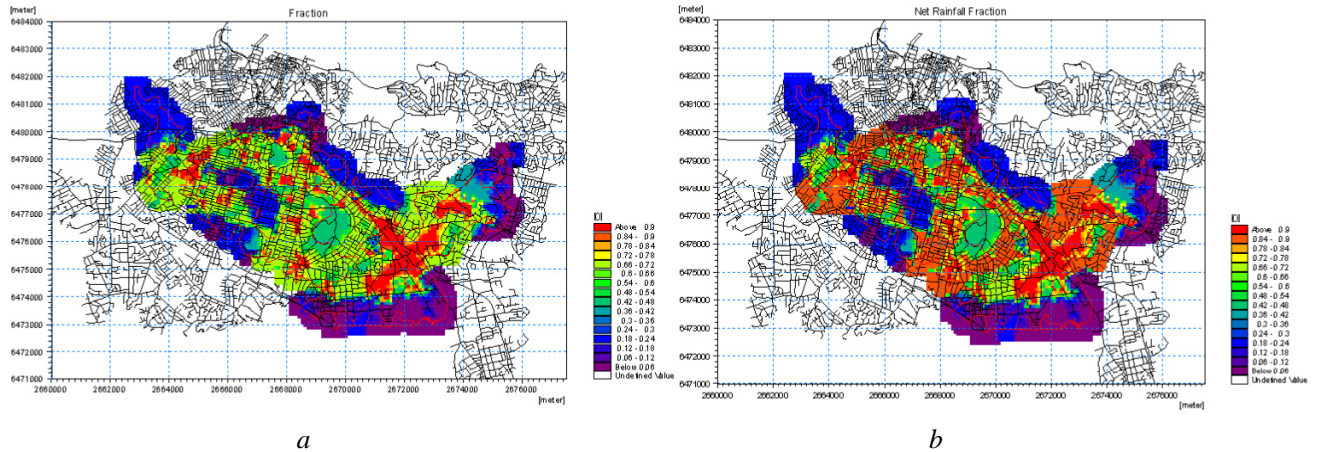 Fraction
[meter]
6484000
6483000
6482000
6481000
6480000
6479000
6478000
6477000
6476000
6475000
6474000
6473000
6472000
6471000
2660000 2662000 2664000 2666000 2668000 2670000 2672000 2674000 2676000
[meter]
[0]
Above 0.9
0.84 - 0.9
0.78 - 0.84
0.72 - 0.78
0.66 - 0.72
0.6 - 0.66
0.54 - 0.6
0.48 - 0.54
0.42 - 0.48
0.36 - 0.42
0.3 - 0.36
0.24 - 0.3
0.18 - 0.24
0.12 - 0.18
0.06 - 0.12
Below 0.06
Undefined Value
a
Net Rainfall Fraction
[meter]
6484000
6483000
6482000
6481000
6480000
6479000
6478000
6477000
6476000
6475000
6474000
6473000
6472000
6471000
2660000 2662000 2664000 2666000 2668000 2670000 2672000 2674000 2676000
[meter]
[0]
Above 0.9
0.84 - 0.9
0.78 - 0.84
0.72 - 0.78
0.66 - 0.72
0.6 - 0.66
0.54 - 0.6
0.48 - 0.54
0.42 - 0.48
0.36 - 0.42
0.3 - 0.36
0.24 - 0.3
0.18 - 0.24
0.12 - 0.18
0.06 - 0.12
Below 0.06
Undefined Value
b